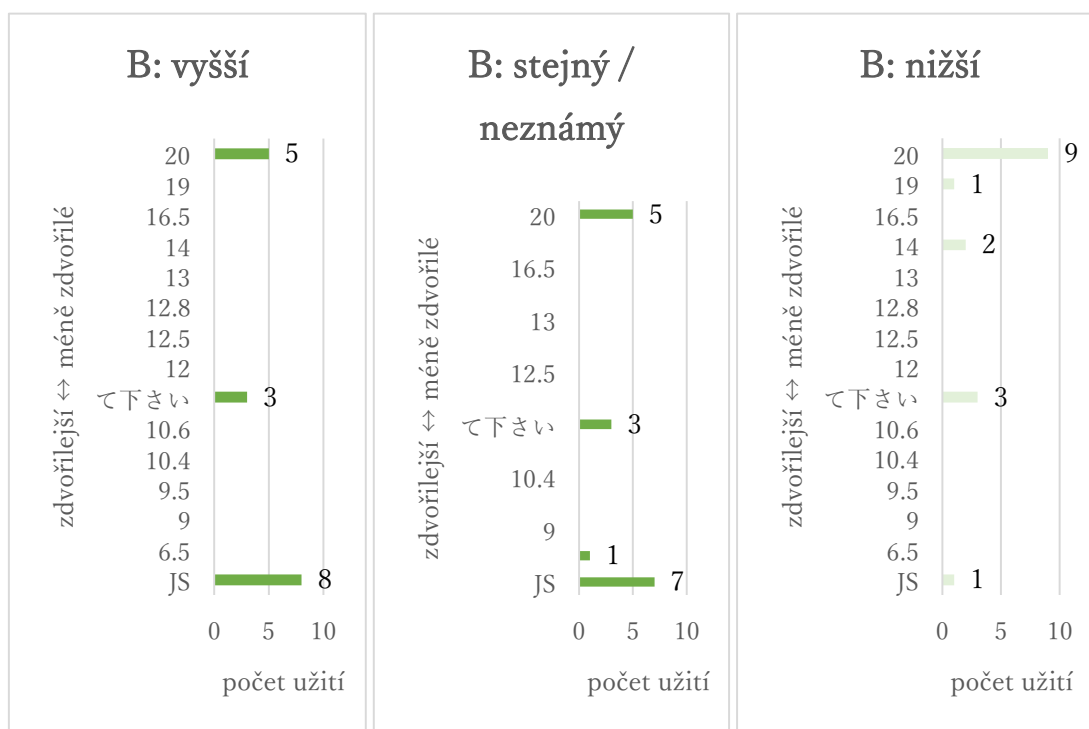 B: vyšší
zdvořilejší ↔ méně zdvořilé
20
5
19
16.5
14
13
12.8
12.5
12
て下さい
3
10.6
10.4
9.5
9
6.5
JS
8
0 5 10
počet užití
B: stejný /
neznámý
zdvořilejší ↔ méně zdvořilé
20
5
16.5
13
12.5
て下さい
3
10.4
9
1
JS
7
0 5 10
počet užití
B: nižší
zdvořilejší ↔ méně zdvořilé
20
9
19
1
16.5
14
2
13
12.8
12.5
12
て下さい
3
10.6
10.4
9.5
9
6.5
JS
1
0 5 10
počet užití